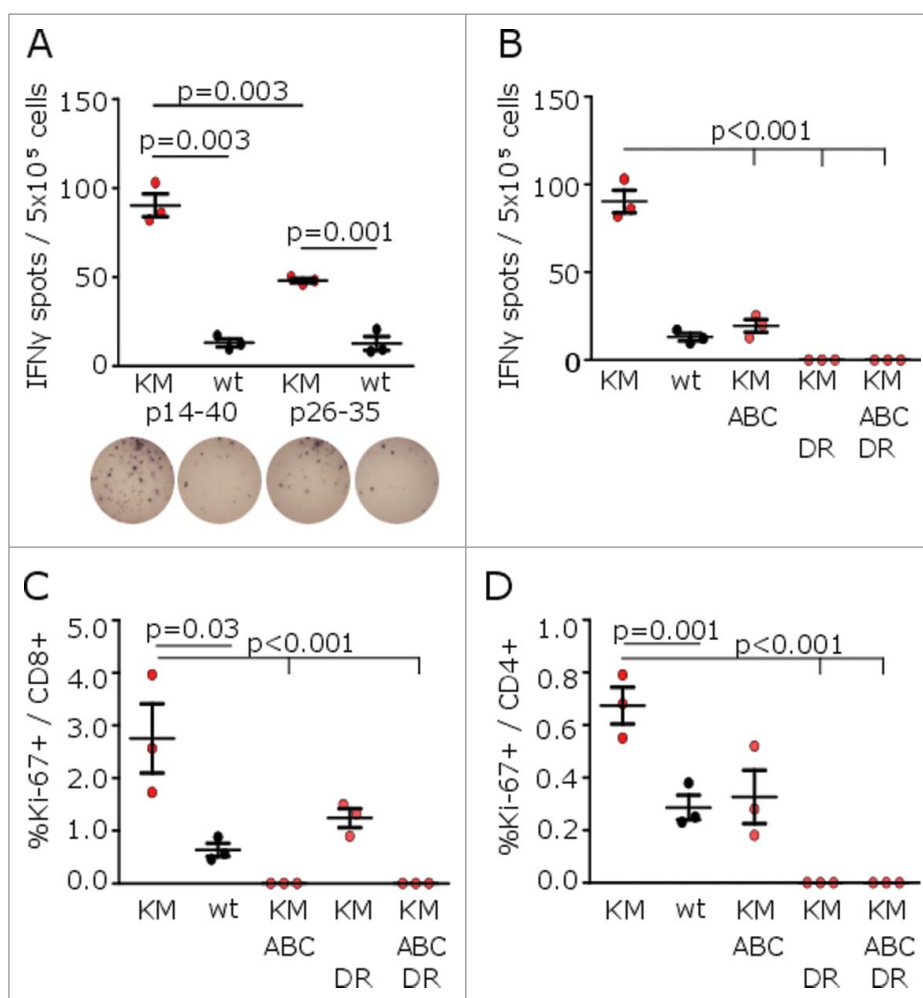 A
IFNγ spots / 5x10⁵ cells
150
100
50
0
p=0.003
p=0.003
p=0.001
KM wt KM wt
p14-40 p26-35
B
IFNγ spots / 5x10⁵ cells
150
100
50
0
p<0.001
KM wt KM KM KM
ABC ABC
DR DR
C
%Ki-67+ / CD8+
5.0
4.0
3.0
2.0
1.0
0.0
p=0.03
p<0.001
KM wt KM KM KM
ABC ABC
DR DR
D
%Ki-67+ / CD4+
1.0
0.8
0.6
0.4
0.2
0.0
p=0.001
p<0.001
KM wt KM KM KM
ABC ABC
DR DR